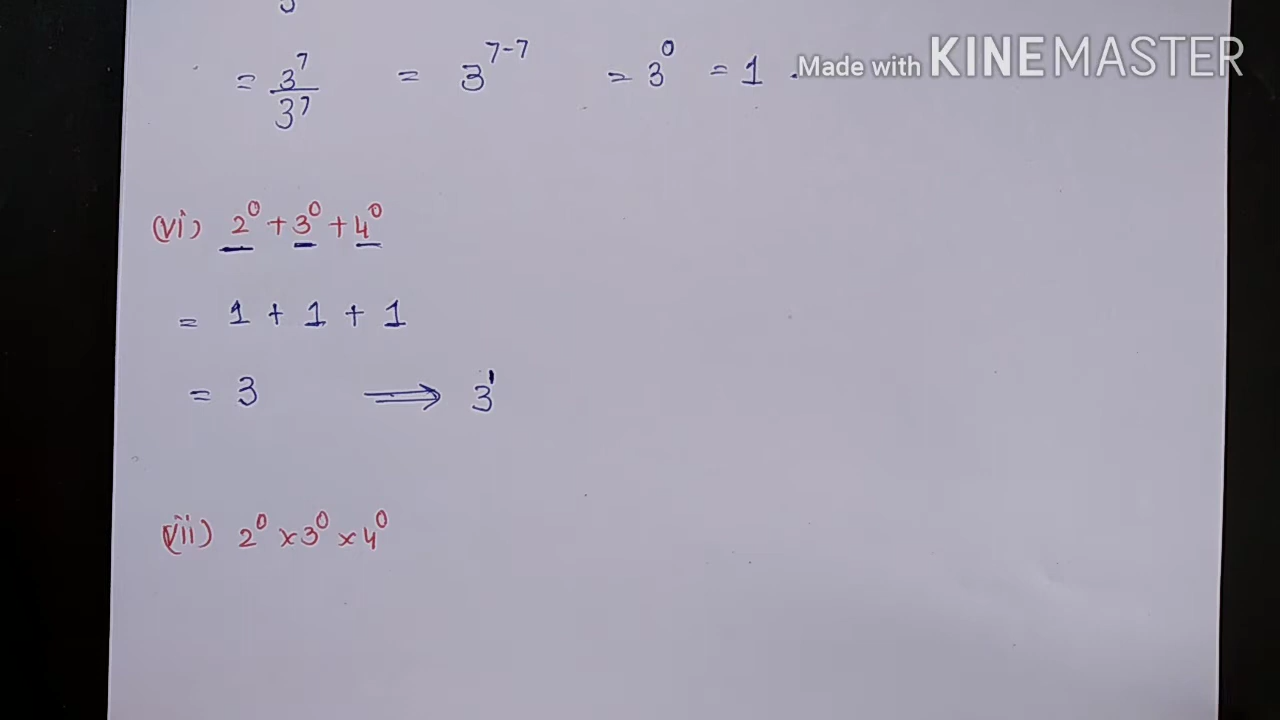 = 3^7/3^7 = 3^7-7 = 3^0 = 1 .
Made with KINEMASTER
(vi) 2^0 + 3^0 + 4^0
= 1 + 1 + 1
= 3 ⟹ 3^1
(vii) 2^0 × 3^0 × 4^0